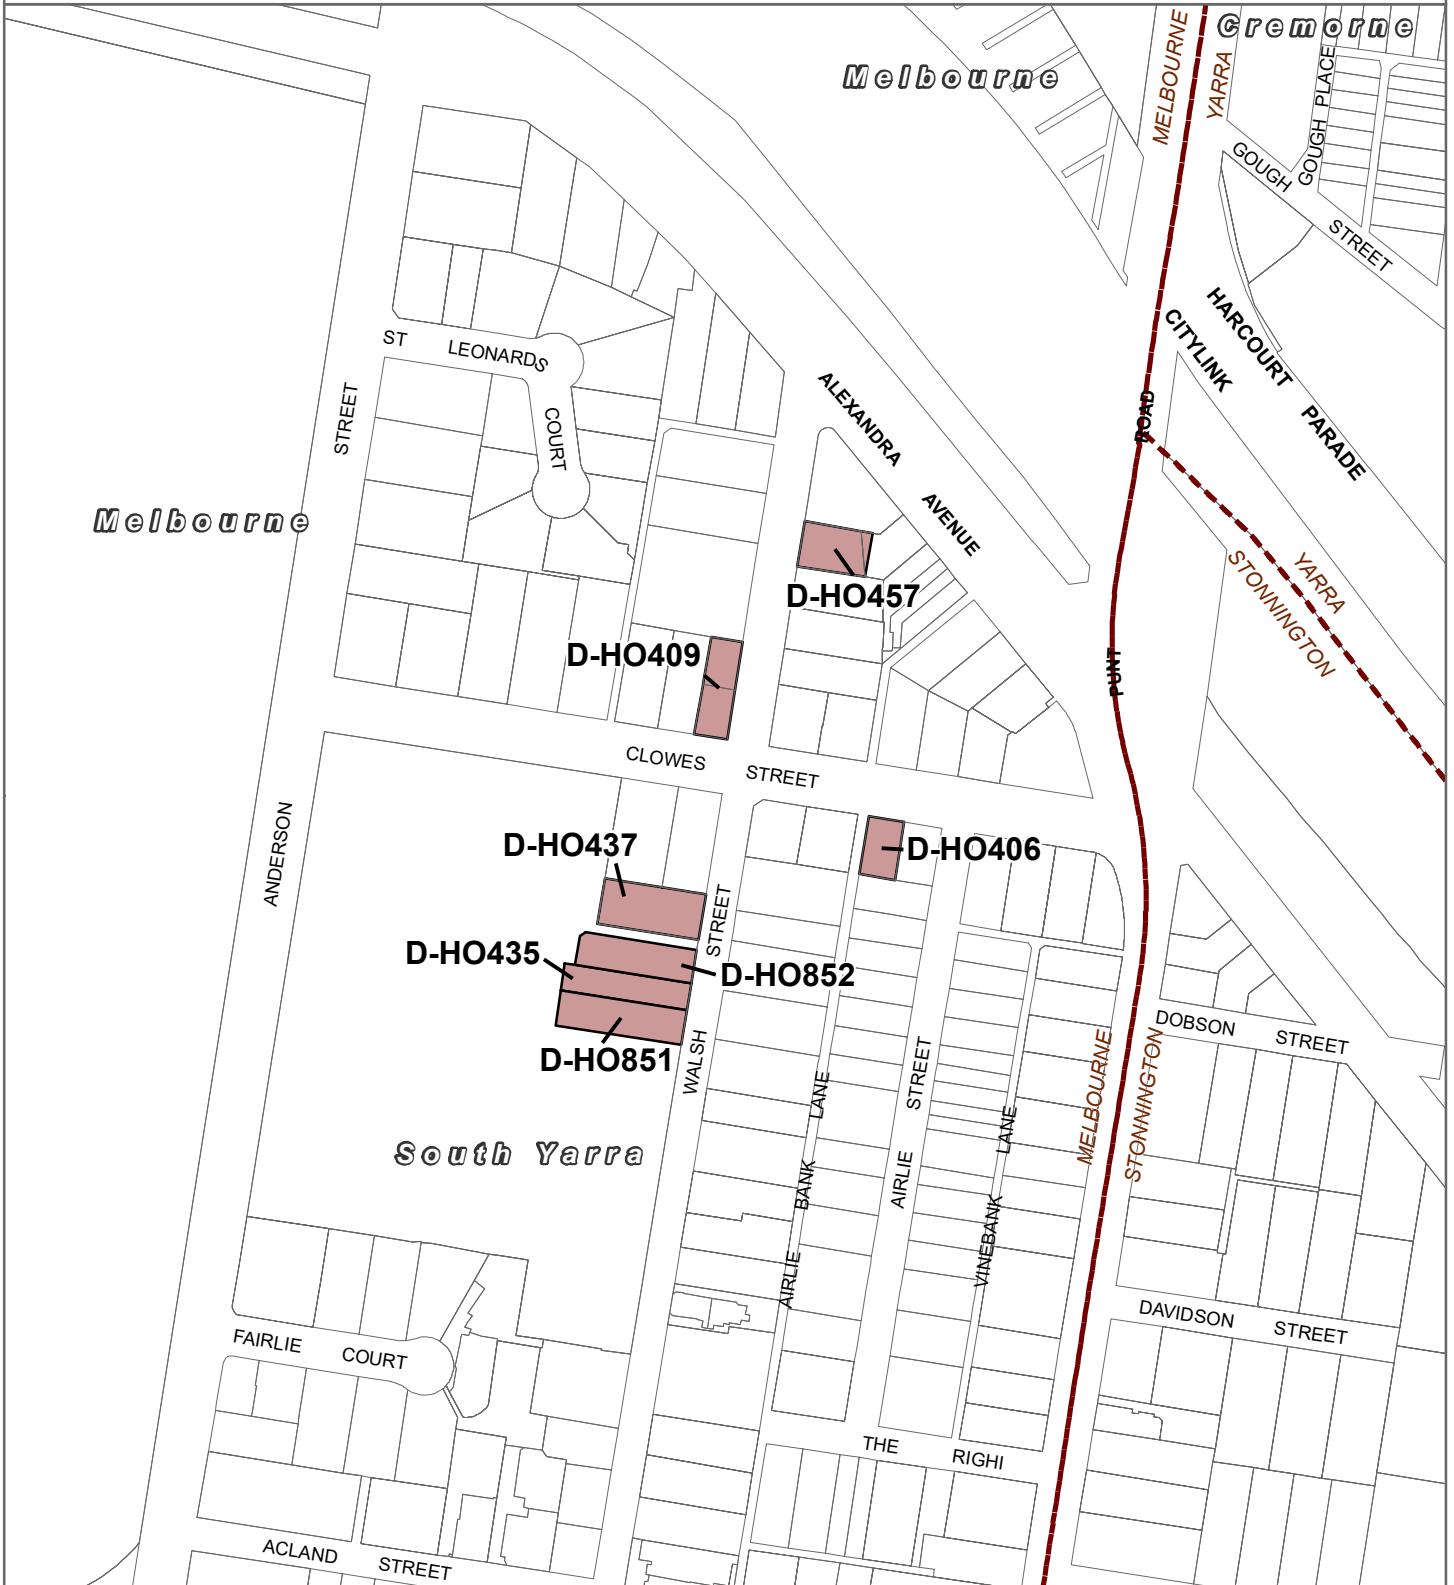 Cremorne
Melbourne
MELBOURNE
YARRA
GOUGH PLACE
GOUGH STREET
HARCOURT PARADE
CITYLINK
ST LEONARDS COURT
STREET
ALEXANDRA AVENUE
ROAD
Melbourne
YARRA
STONNINGTON
D-HO457
D-HO409
PUNT
CLOWES STREET
ANDERSON
D-HO437
D-HO406
STREET
D-HO435
D-HO852
D-HO851
WALSH
DOBSON STREET
MELBOURNE
STONNINGTON
AIRLIE BANK LANE
AIRLIE STREET
VINEBANK LANE
South Yarra
FAIRLIE COURT
DAVIDSON STREET
THE RIGHI
ACLAND STREET